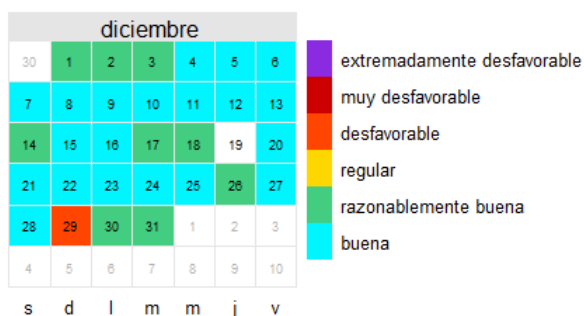 diciembre
30 1 2 3 4 5 6
7 8 9 10 11 12 13
14 15 16 17 18 19 20
21 22 23 24 25 26 27
28 29 30 31 1 2 3
4 5 6 7 8 9 10
s d l m m j v
extremadamente desfavorable
muy desfavorable
desfavorable
regular
razonablemente buena
buena